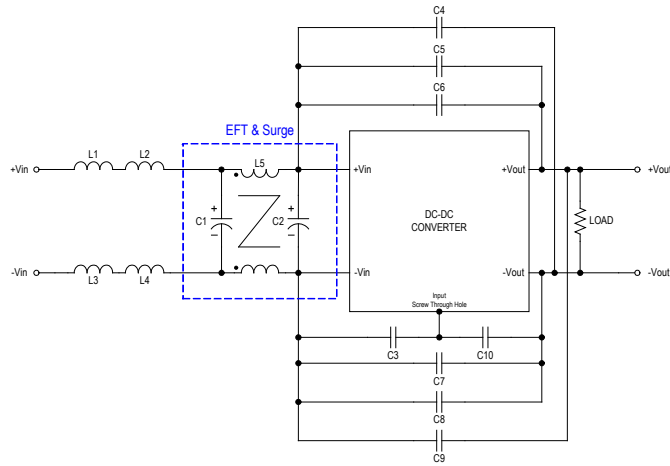 C4
C5
C6
EFT & Surge
L1
L2
L5
+Vin
+Vin
+Vout
+Vout
C1
+
–
C2
+
–
DC-DC
CONVERTER
LOAD
-Vin
-Vin
-Vout
-Vout
L3
L4
Input
Screw Through Hole
C3
C10
C7
C8
C9